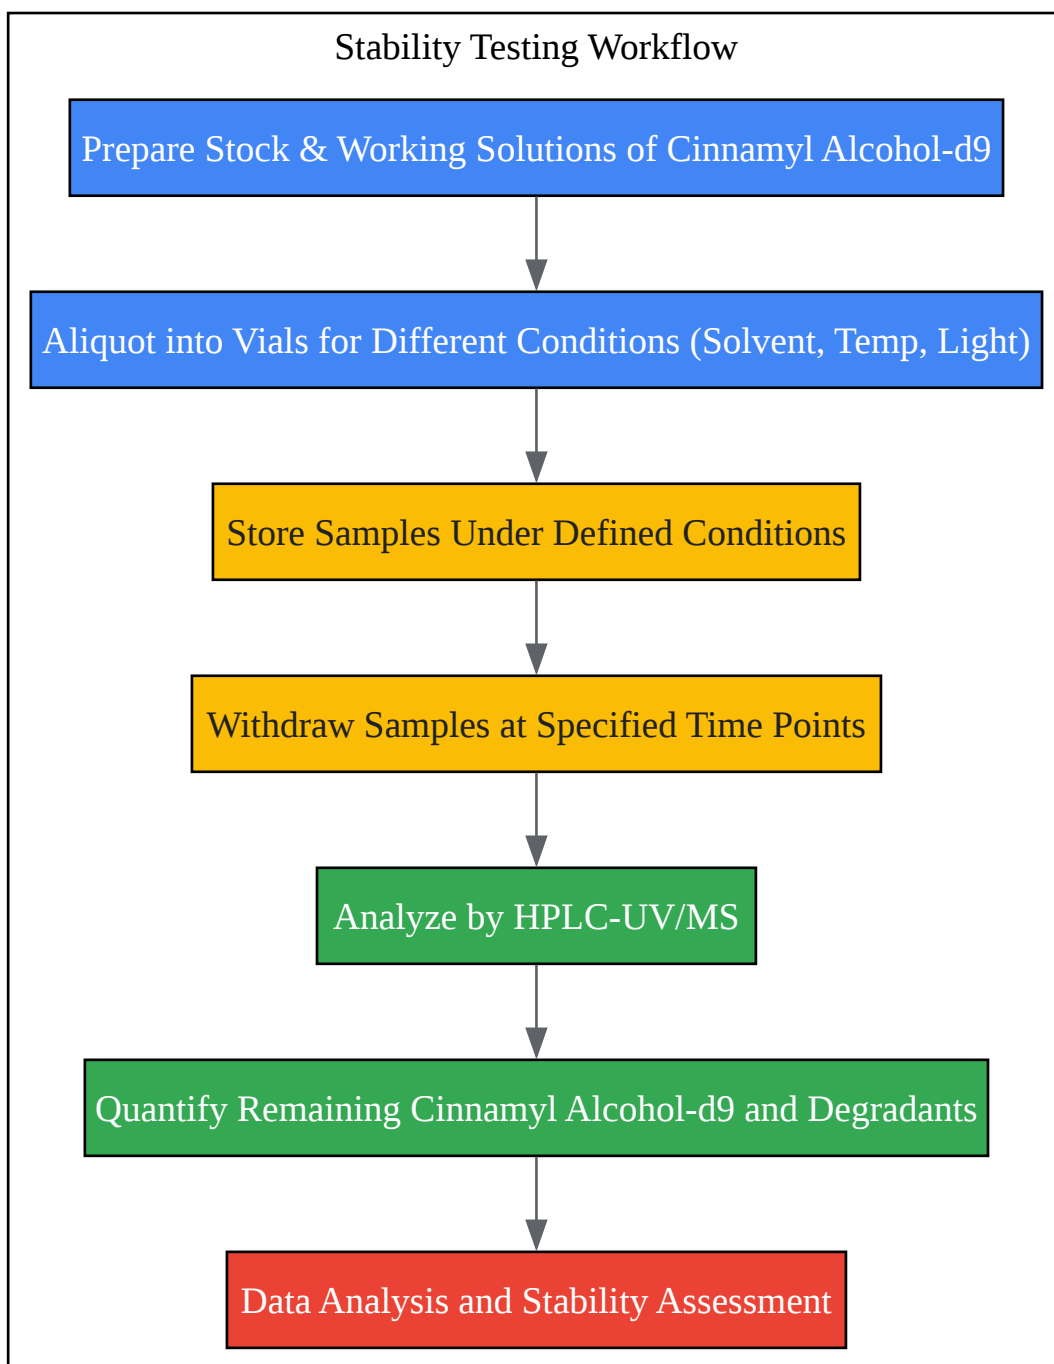 Stability Testing Workflow
Prepare Stock & Working Solutions of Cinnamyl Alcohol-d9
Aliquot into Vials for Different Conditions (Solvent, Temp, Light)
Store Samples Under Defined Conditions
Withdraw Samples at Specified Time Points
Analyze by HPLC-UV/MS
Quantify Remaining Cinnamyl Alcohol-d9 and Degradants
Data Analysis and Stability Assessment